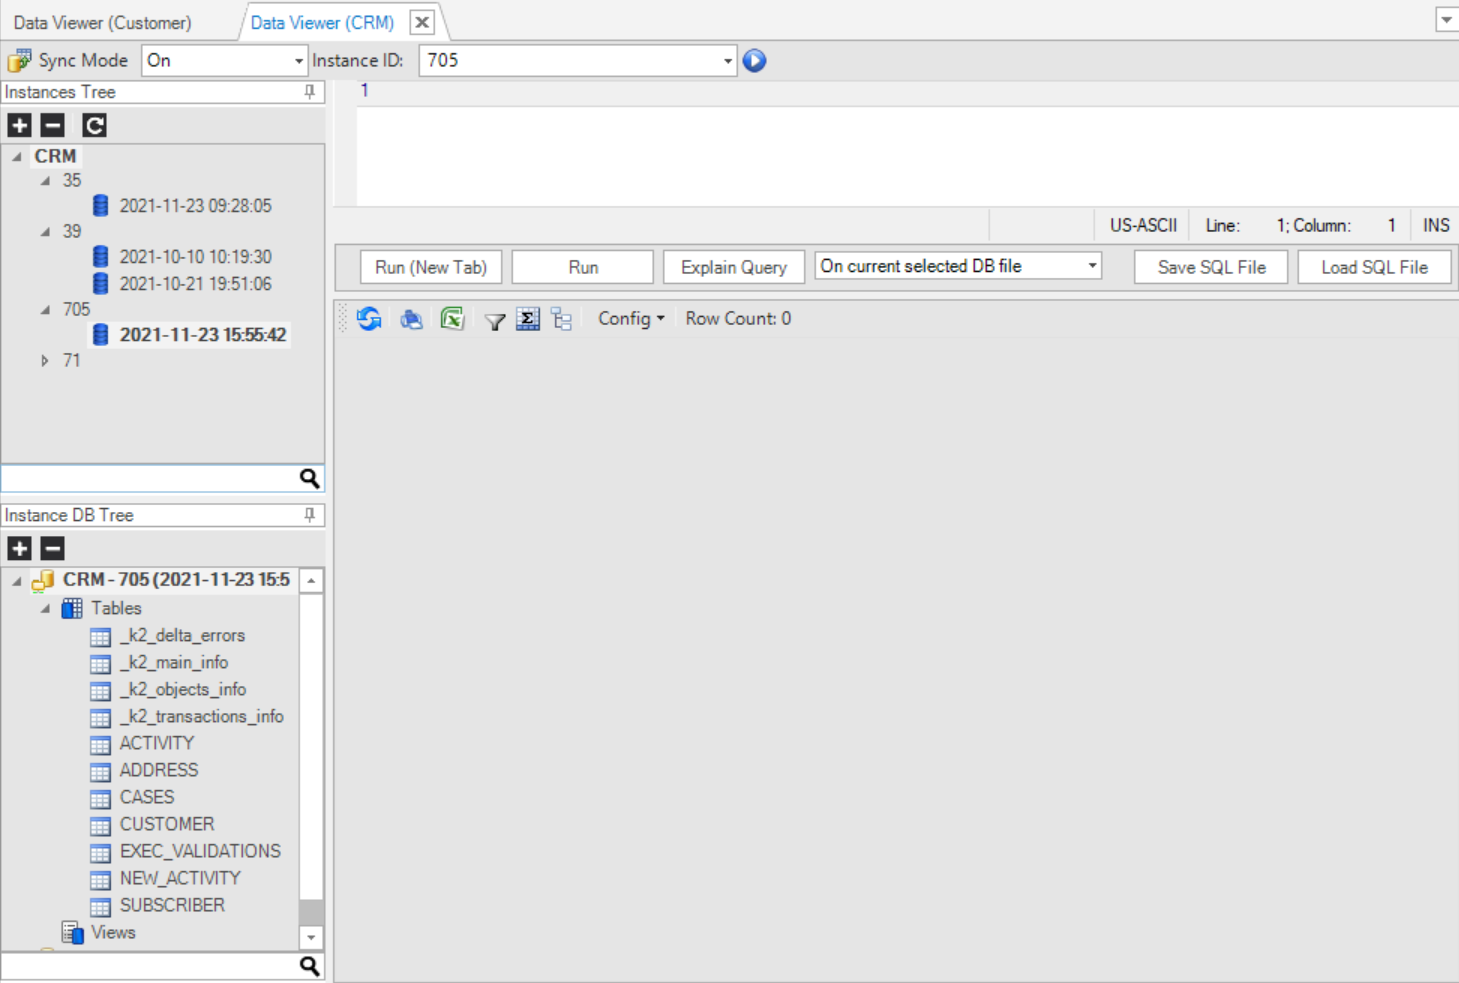 Data Viewer (Customer)
Data Viewer (CRM)
Sync Mode On Instance ID: 705
Instances Tree
1
CRM
35
2021-11-23 09:28:05
39
2021-10-10 10:19:30
2021-10-21 19:51:06
705
2021-11-23 15:55:42
71
US-ASCII Line: 1; Column: 1 INS
Run (New Tab) Run Explain Query On current selected DB file Save SQL File Load SQL File
Config Row Count: 0
Instance DB Tree
CRM - 705 (2021-11-23 15:5
Tables
_k2_delta_errors
_k2_main_info
_k2_objects_info
_k2_transactions_info
ACTIVITY
ADDRESS
CASES
CUSTOMER
EXEC_VALIDATIONS
NEW_ACTIVITY
SUBSCRIBER
Views